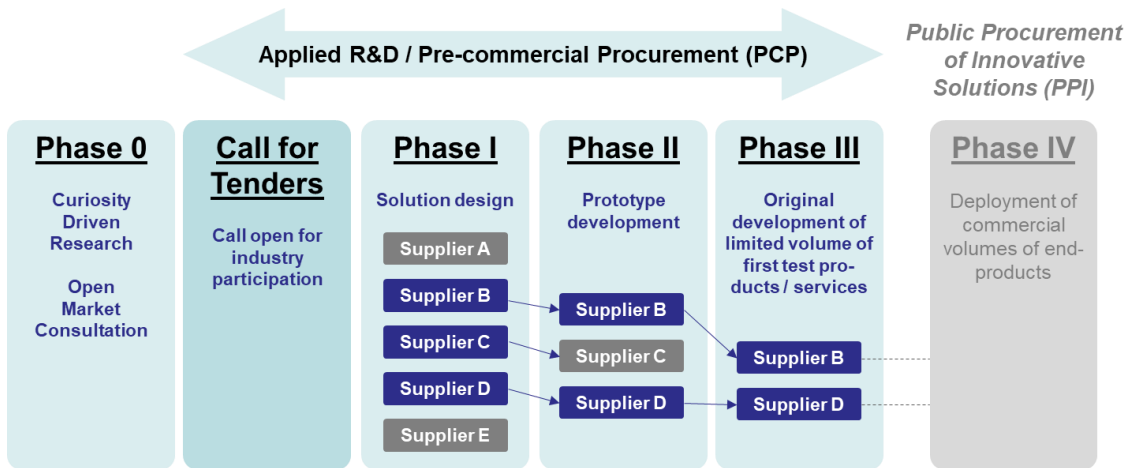 Applied R&D / Pre-commercial Procurement (PCP)
Public Procurement
of Innovative
Solutions (PPI)
Phase 0
Curiosity
Driven
Research
Open
Market
Consultation
Call for
Tenders
Call open for
industry
participation
Phase I
Solution design
Supplier A
Supplier B
Supplier C
Supplier D
Supplier E
Phase II
Prototype
development
Supplier B
Supplier C
Supplier D
Phase III
Original
development of
limited volume of
first test pro-
ducts / services
Supplier B
Supplier D
Phase IV
Deployment of
commercial
volumes of end-
products